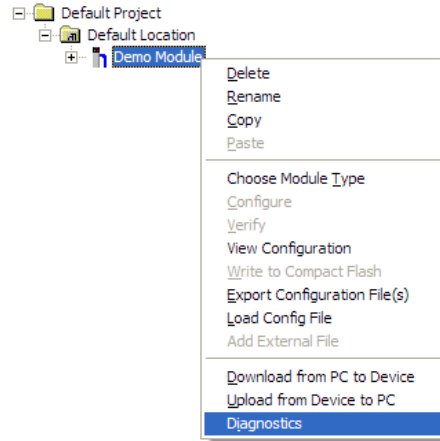 Default Project
Default Location
Demo Module
Delete
Rename
Copy
Paste
Choose Module Type
Configure
Verify
View Configuration
Write to Compact Flash
Export Configuration File(s)
Load Config File
Add External File
Download from PC to Device
Upload from Device to PC
Diagnostics